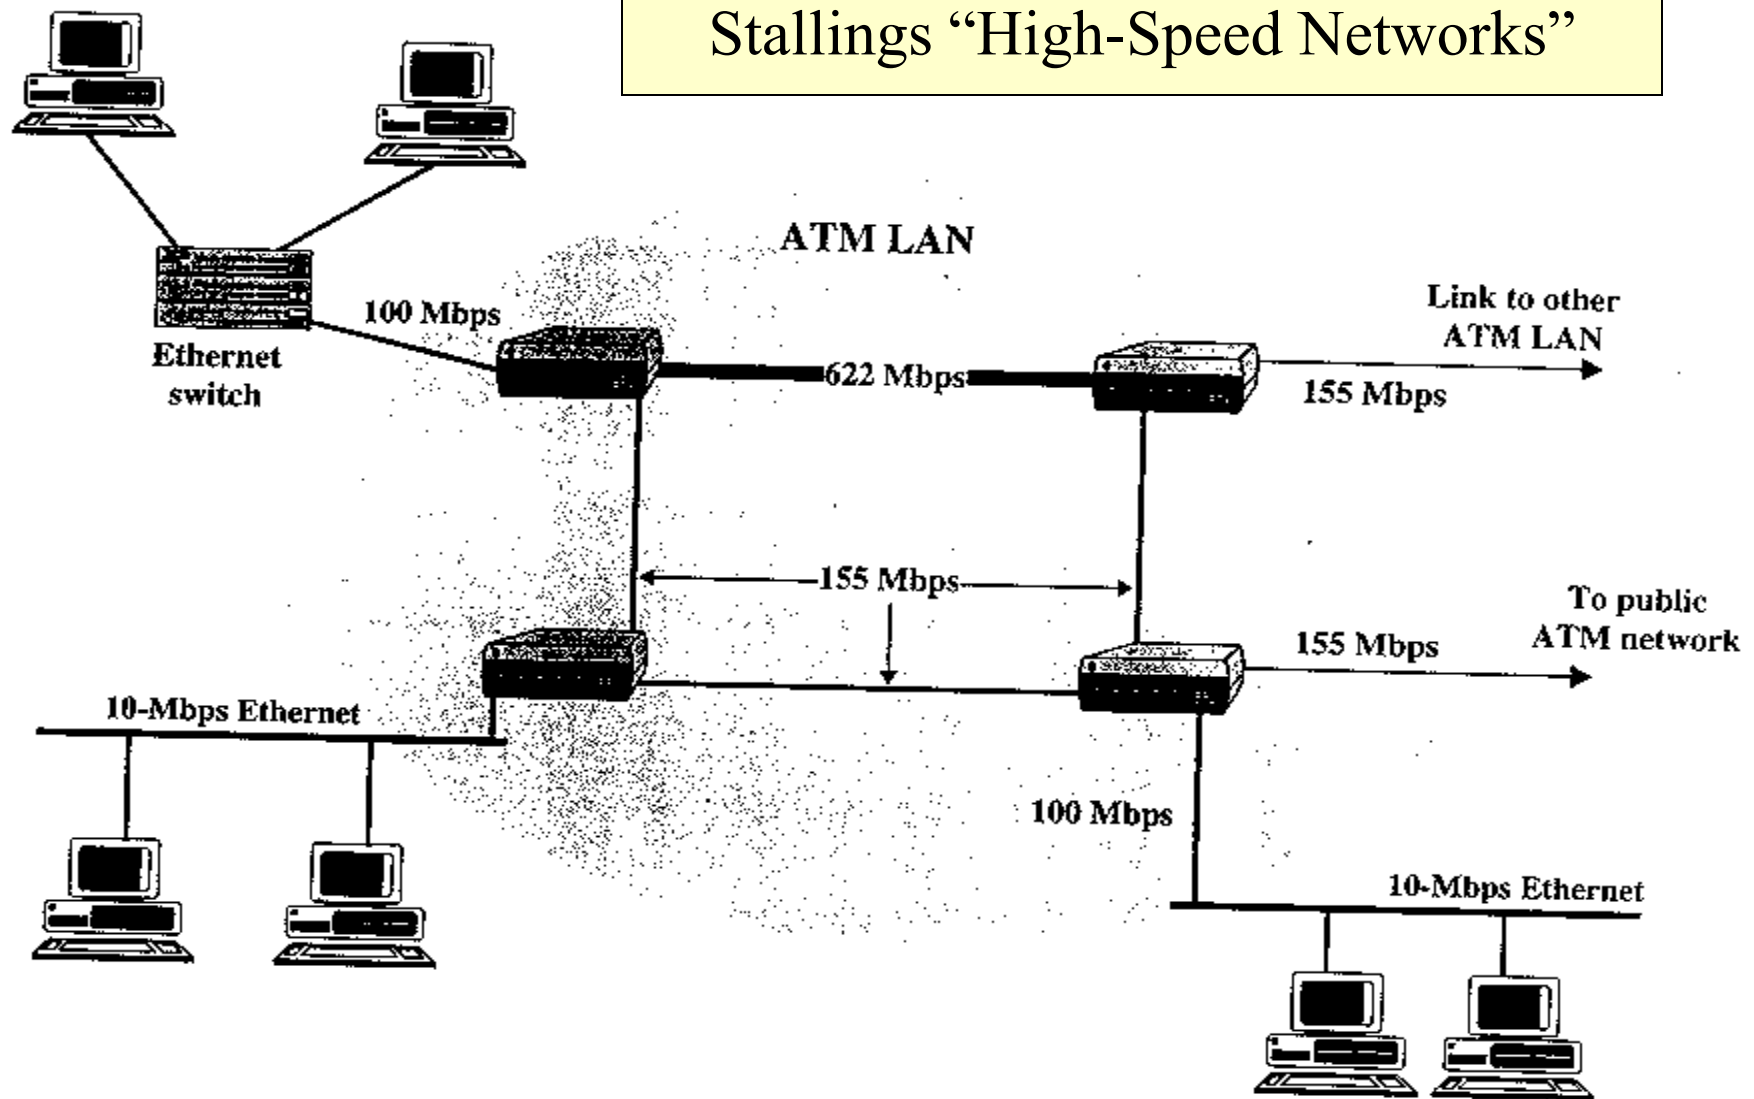 Stallings “High-Speed Networks”
ATM LAN
Link to other
ATM LAN
100 Mbps
Ethernet
switch
622 Mbps
155 Mbps
155 Mbps
To public
ATM network
155 Mbps
10-Mbps Ethernet
100 Mbps
10-Mbps Ethernet